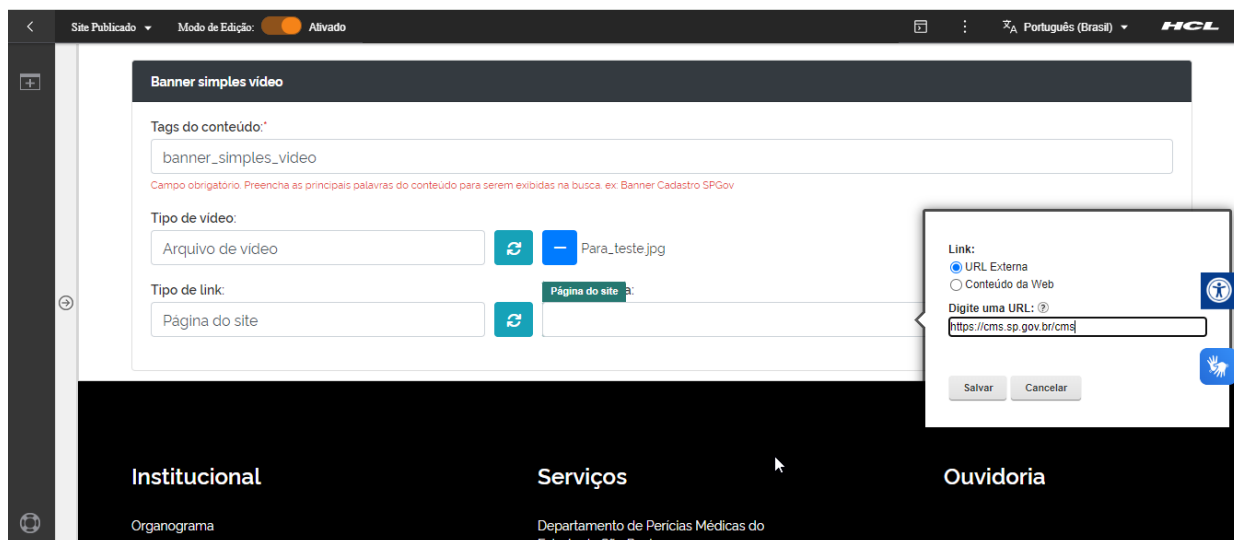 Site Publicado
Modo de Edição:
Ativado
Português (Brasil)
HCL
Banner simples vídeo
Tags do conteúdo:*
banner_simples_video
Campo obrigatório. Preencha as principais palavras do conteúdo para serem exibidas na busca. ex: Banner Cadastro SPGov
Tipo de vídeo:
Arquivo de vídeo
Para_teste.jpg
Tipo de link:
Página do site
Página do site
a:
Link:
URL Externa
Conteúdo da Web
Digite uma URL:
https://cms.sp.gov.br/cms
Salvar
Cancelar
Institucional
Serviços
Ouvidoria
Organograma
Departamento de Perícias Médicas do